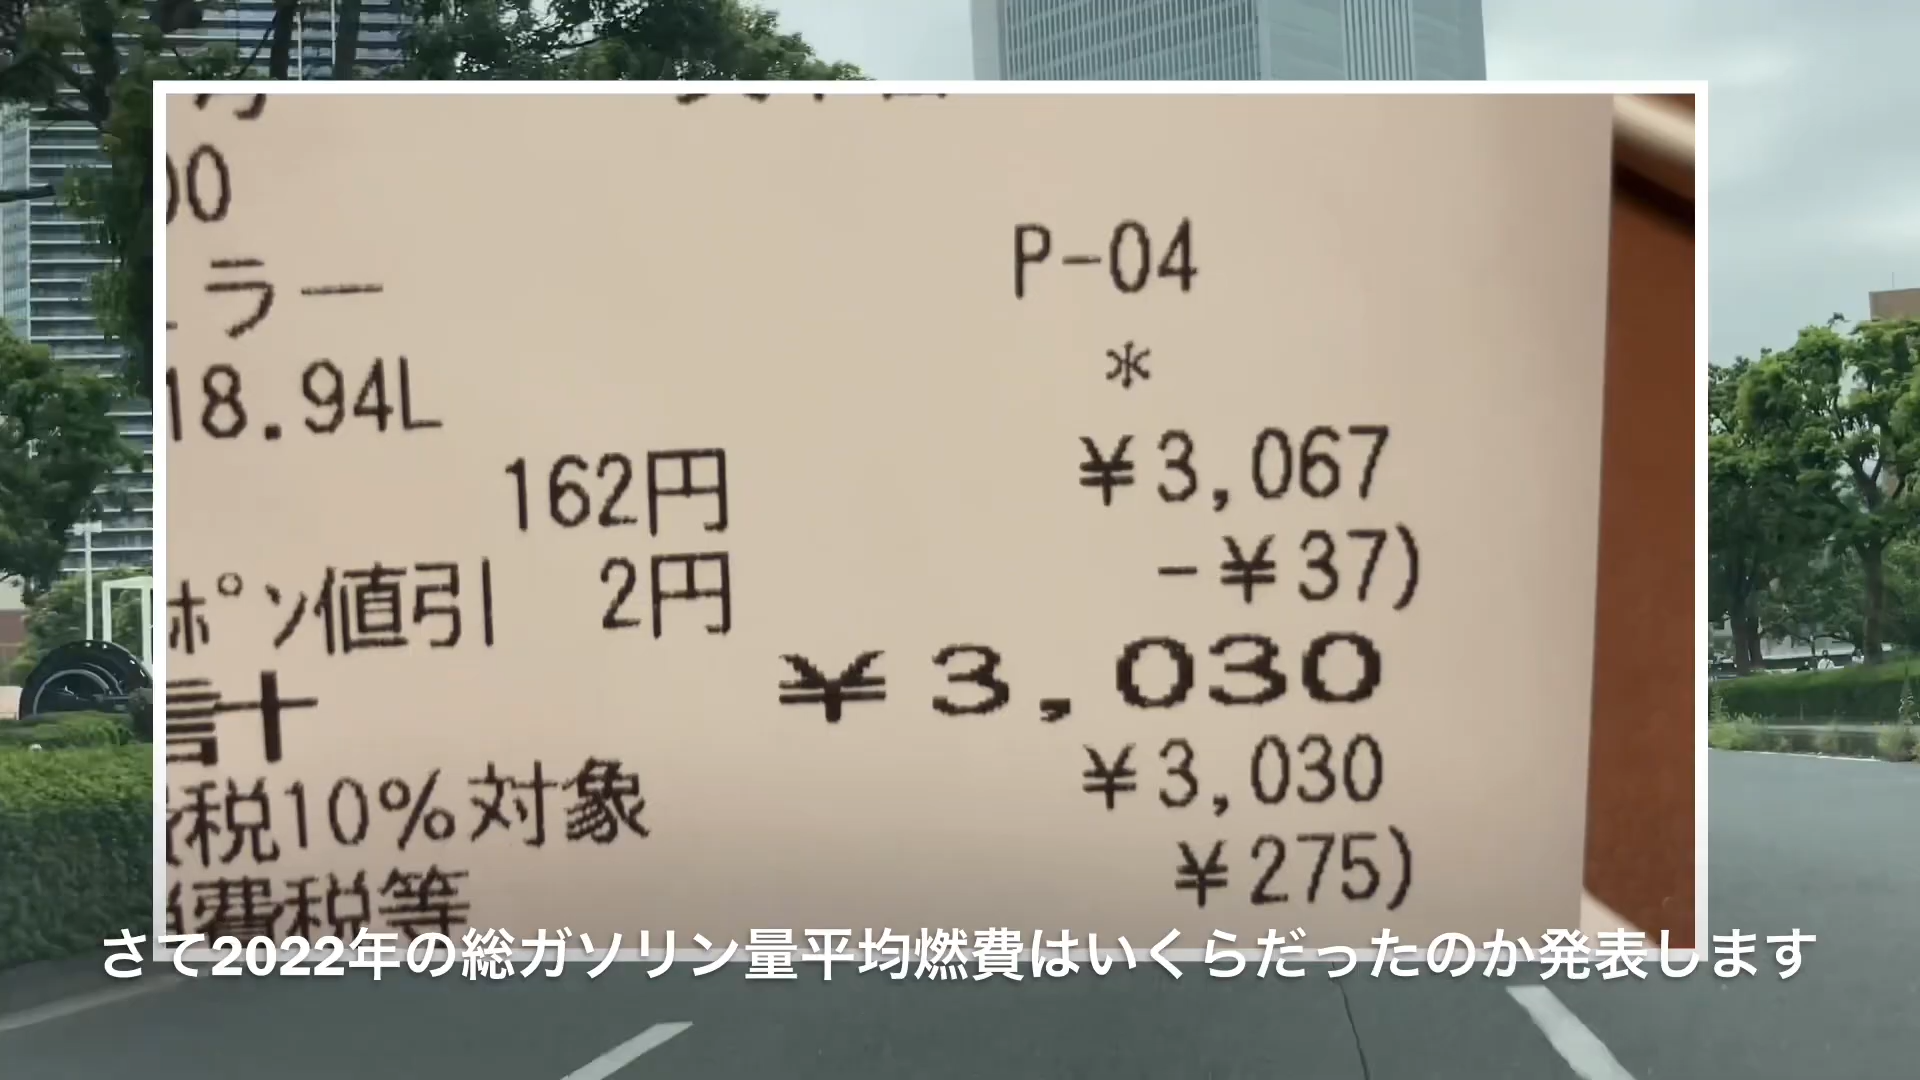 00
ラー
P-04
18.94L
*
162円 ¥3,067
ポン値引 2円 -¥37)
計 ¥3,030
税10%対象 ¥3,030
消費税等 ¥275)
さて2022年の総ガソリン量平均燃費はいくらだったのか発表します